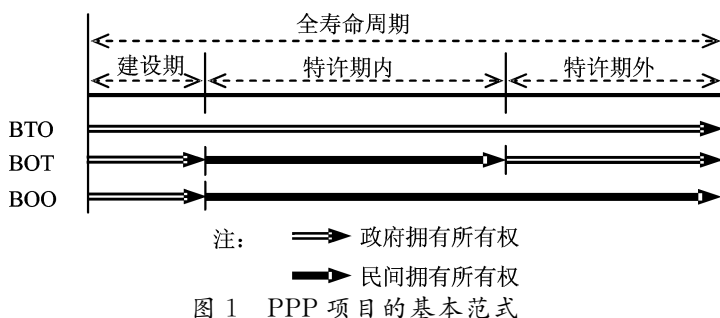 全寿命周期
建设期 特许期内 特许期外
BTO
BOT
BOO
注： 政府拥有所有权
民间拥有所有权
图 1 PPP 项目的基本范式